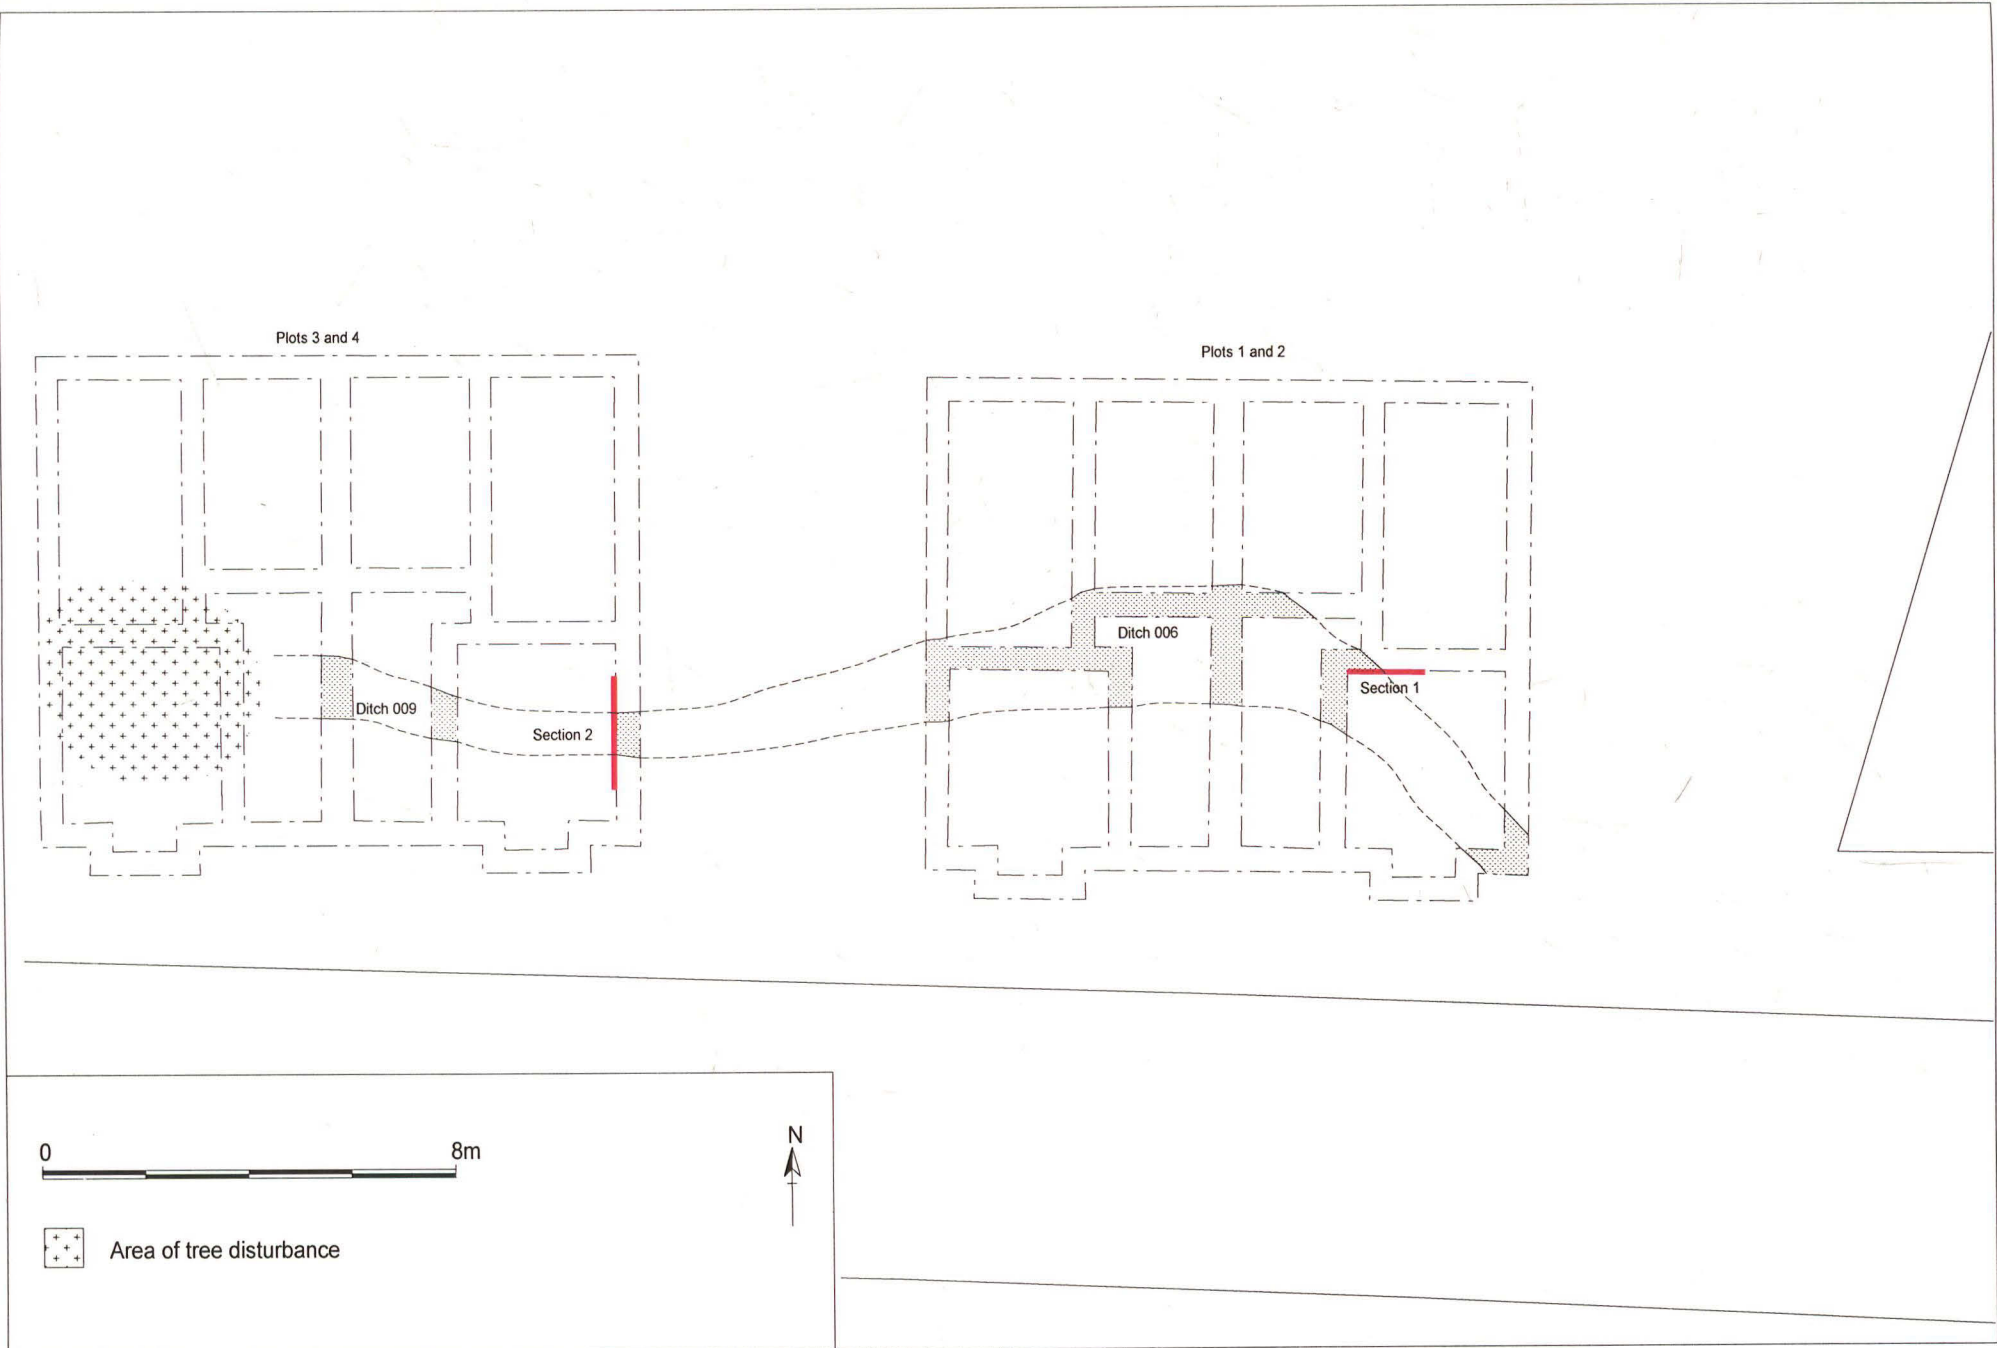 Plots 3 and 4
Plots 1 and 2
Ditch 006
Section 1
Ditch 009
Section 2
0
8m
N
Area of tree disturbance